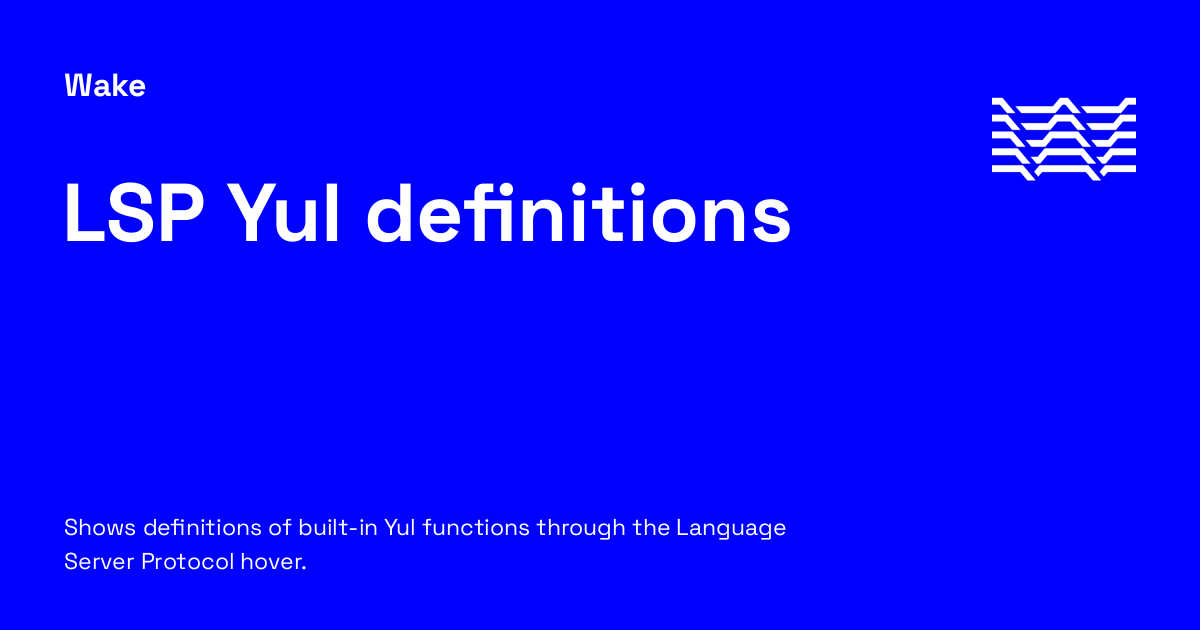 Wake
LSP Yul definitions
Shows definitions of built-in Yul functions through the Language
Server Protocol hover.